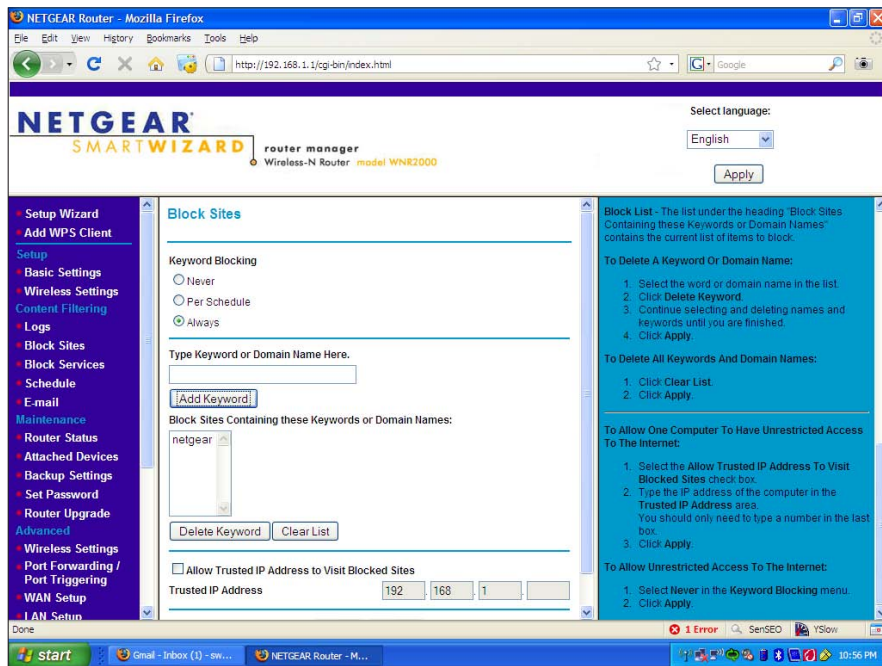 NETGEAR Router - Mozilla Firefox
File Edit View History Bookmarks Tools Help
http://192.168.1.1/cgi-bin/index.html
G Google
NETGEAR
SMARTWIZARD
router manager
Wireless-N Router model WNR2000
Select language:
English
Apply
Setup Wizard
Add WPS Client
Setup
Basic Settings
Wireless Settings
Content Filtering
Logs
Block Sites
Block Services
Schedule
E-mail
Maintenance
Router Status
Attached Devices
Backup Settings
Set Password
Router Upgrade
Advanced
Wireless Settings
Port Forwarding /
Port Triggering
WAN Setup
LAN Setup
Block Sites
Keyword Blocking
Never
Per Schedule
Always
Type Keyword or Domain Name Here.
Add Keyword
Block Sites Containing these Keywords or Domain Names:
netgear
Delete Keyword Clear List
Allow Trusted IP Address to Visit Blocked Sites
Trusted IP Address 192 . 168 . 1 .
Block List - The list under the heading "Block Sites
Containing these Keywords or Domain Names"
contains the current list of items to block.
To Delete A Keyword Or Domain Name:
1. Select the word or domain name in the list.
2. Click Delete Keyword.
3. Continue selecting and deleting names and
keywords until you are finished.
4. Click Apply.
To Delete All Keywords And Domain Names:
1. Click Clear List.
2. Click Apply.
To Allow One Computer To Have Unrestricted Access
To The Internet:
1. Select the Allow Trusted IP Address To Visit
Blocked Sites check box.
2. Type the IP address of the computer in the
Trusted IP Address area.
You should only need to type a number in the last
box.
3. Click Apply.
To Allow Unrestricted Access To The Internet:
1. Select Never in the Keyword Blocking menu.
2. Click Apply.
Done
1 Error SenSEO YSlow
start Gmail - Inbox (1) - sw... NETGEAR Router - M... 10:56 PM